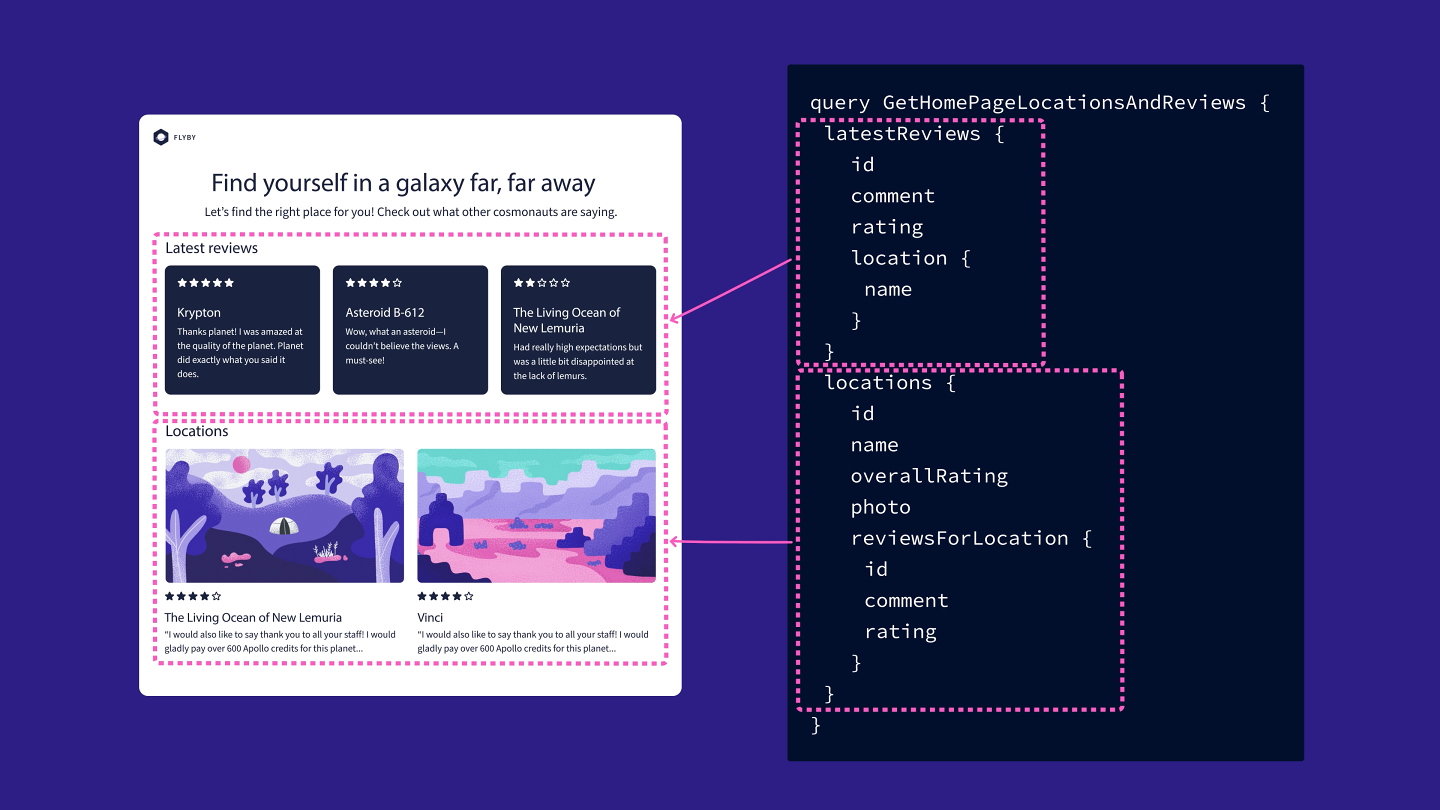 FLYBY
Find yourself in a galaxy far, far away
Let’s find the right place for you! Check out what other cosmonauts are saying.
Latest reviews
Krypton
Thanks planet! I was amazed at
the quality of the planet. Planet
did exactly what you said it
does.
Asteroid B-612
Wow, what an asteroid—I
couldn’t believe the views. A
must-see!
The Living Ocean of
New Lemuria
Had really high expectations but
was a little bit disappointed at
the lack of lemurs.
Locations
The Living Ocean of New Lemuria
“I would also like to say thank you to all your staff! I would
gladly pay over 600 Apollo credits for this planet...
Vinci
“I would also like to say thank you to all your staff! I would
gladly pay over 600 Apollo credits for this planet...
query GetHomePageLocationsAndReviews {
latestReviews {
id
comment
rating
location {
name
}
}
locations {
id
name
overallRating
photo
reviewsForLocation {
id
comment
rating
}
}
}